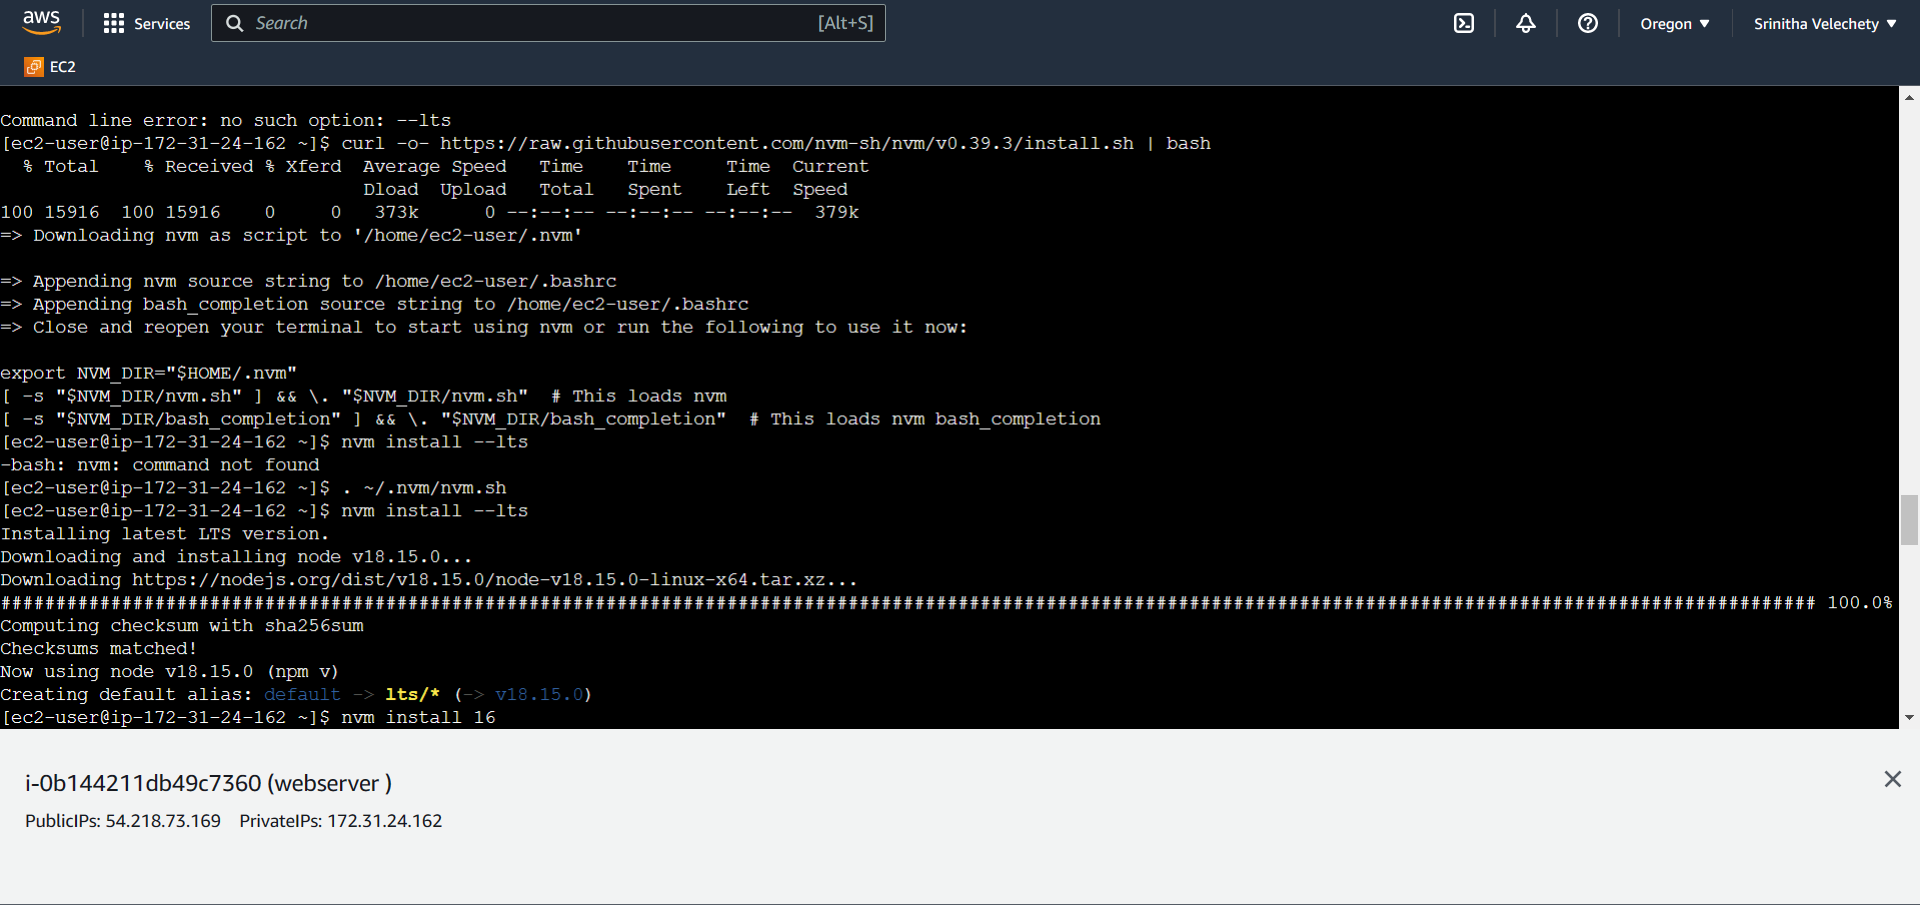 aws Services Search [Alt+S] Oregon Srinitha Velechety
EC2
Command line error: no such option: --lts
[ec2-user@ip-172-31-24-162 ~]$ curl -o- https://raw.githubusercontent.com/nvm-sh/nvm/v0.39.3/install.sh | bash
  % Total    % Received % Xferd  Average Speed   Time    Time     Time  Current
                                 Dload  Upload   Total   Spent    Left  Speed
100 15916  100 15916    0     0   373k      0 --:--:-- --:--:-- --:--:--  379k
=> Downloading nvm as script to '/home/ec2-user/.nvm'
=> Appending nvm source string to /home/ec2-user/.bashrc
=> Appending bash_completion source string to /home/ec2-user/.bashrc
=> Close and reopen your terminal to start using nvm or run the following to use it now:
export NVM_DIR="$HOME/.nvm"
[ -s "$NVM_DIR/nvm.sh" ] && \. "$NVM_DIR/nvm.sh"  # This loads nvm
[ -s "$NVM_DIR/bash_completion" ] && \. "$NVM_DIR/bash_completion"  # This loads nvm bash_completion
[ec2-user@ip-172-31-24-162 ~]$ nvm install --lts
-bash: nvm: command not found
[ec2-user@ip-172-31-24-162 ~]$ . ~/.nvm/nvm.sh
[ec2-user@ip-172-31-24-162 ~]$ nvm install --lts
Installing latest LTS version.
Downloading and installing node v18.15.0...
Downloading https://nodejs.org/dist/v18.15.0/node-v18.15.0-linux-x64.tar.xz...
##################################################################################################################################################################### 100.0%
Computing checksum with sha256sum
Checksums matched!
Now using node v18.15.0 (npm v)
Creating default alias: default -> lts/* (-> v18.15.0)
[ec2-user@ip-172-31-24-162 ~]$ nvm install 16
i-0b144211db49c7360 (webserver )
PublicIPs: 54.218.73.169 PrivateIPs: 172.31.24.162